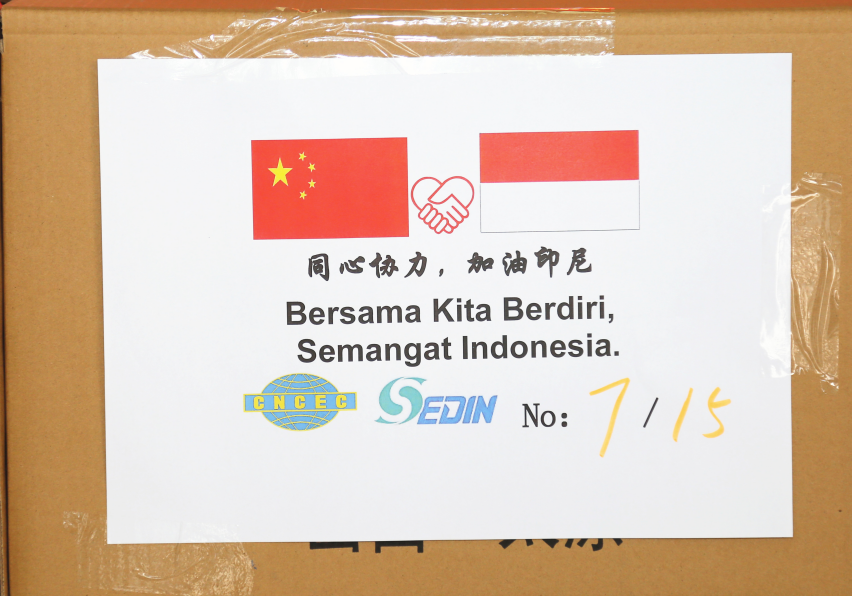 同心协力，加油印尼
Bersama Kita Berdiri,
Semangat Indonesia.
CNCEC SEDIN No: 7/15